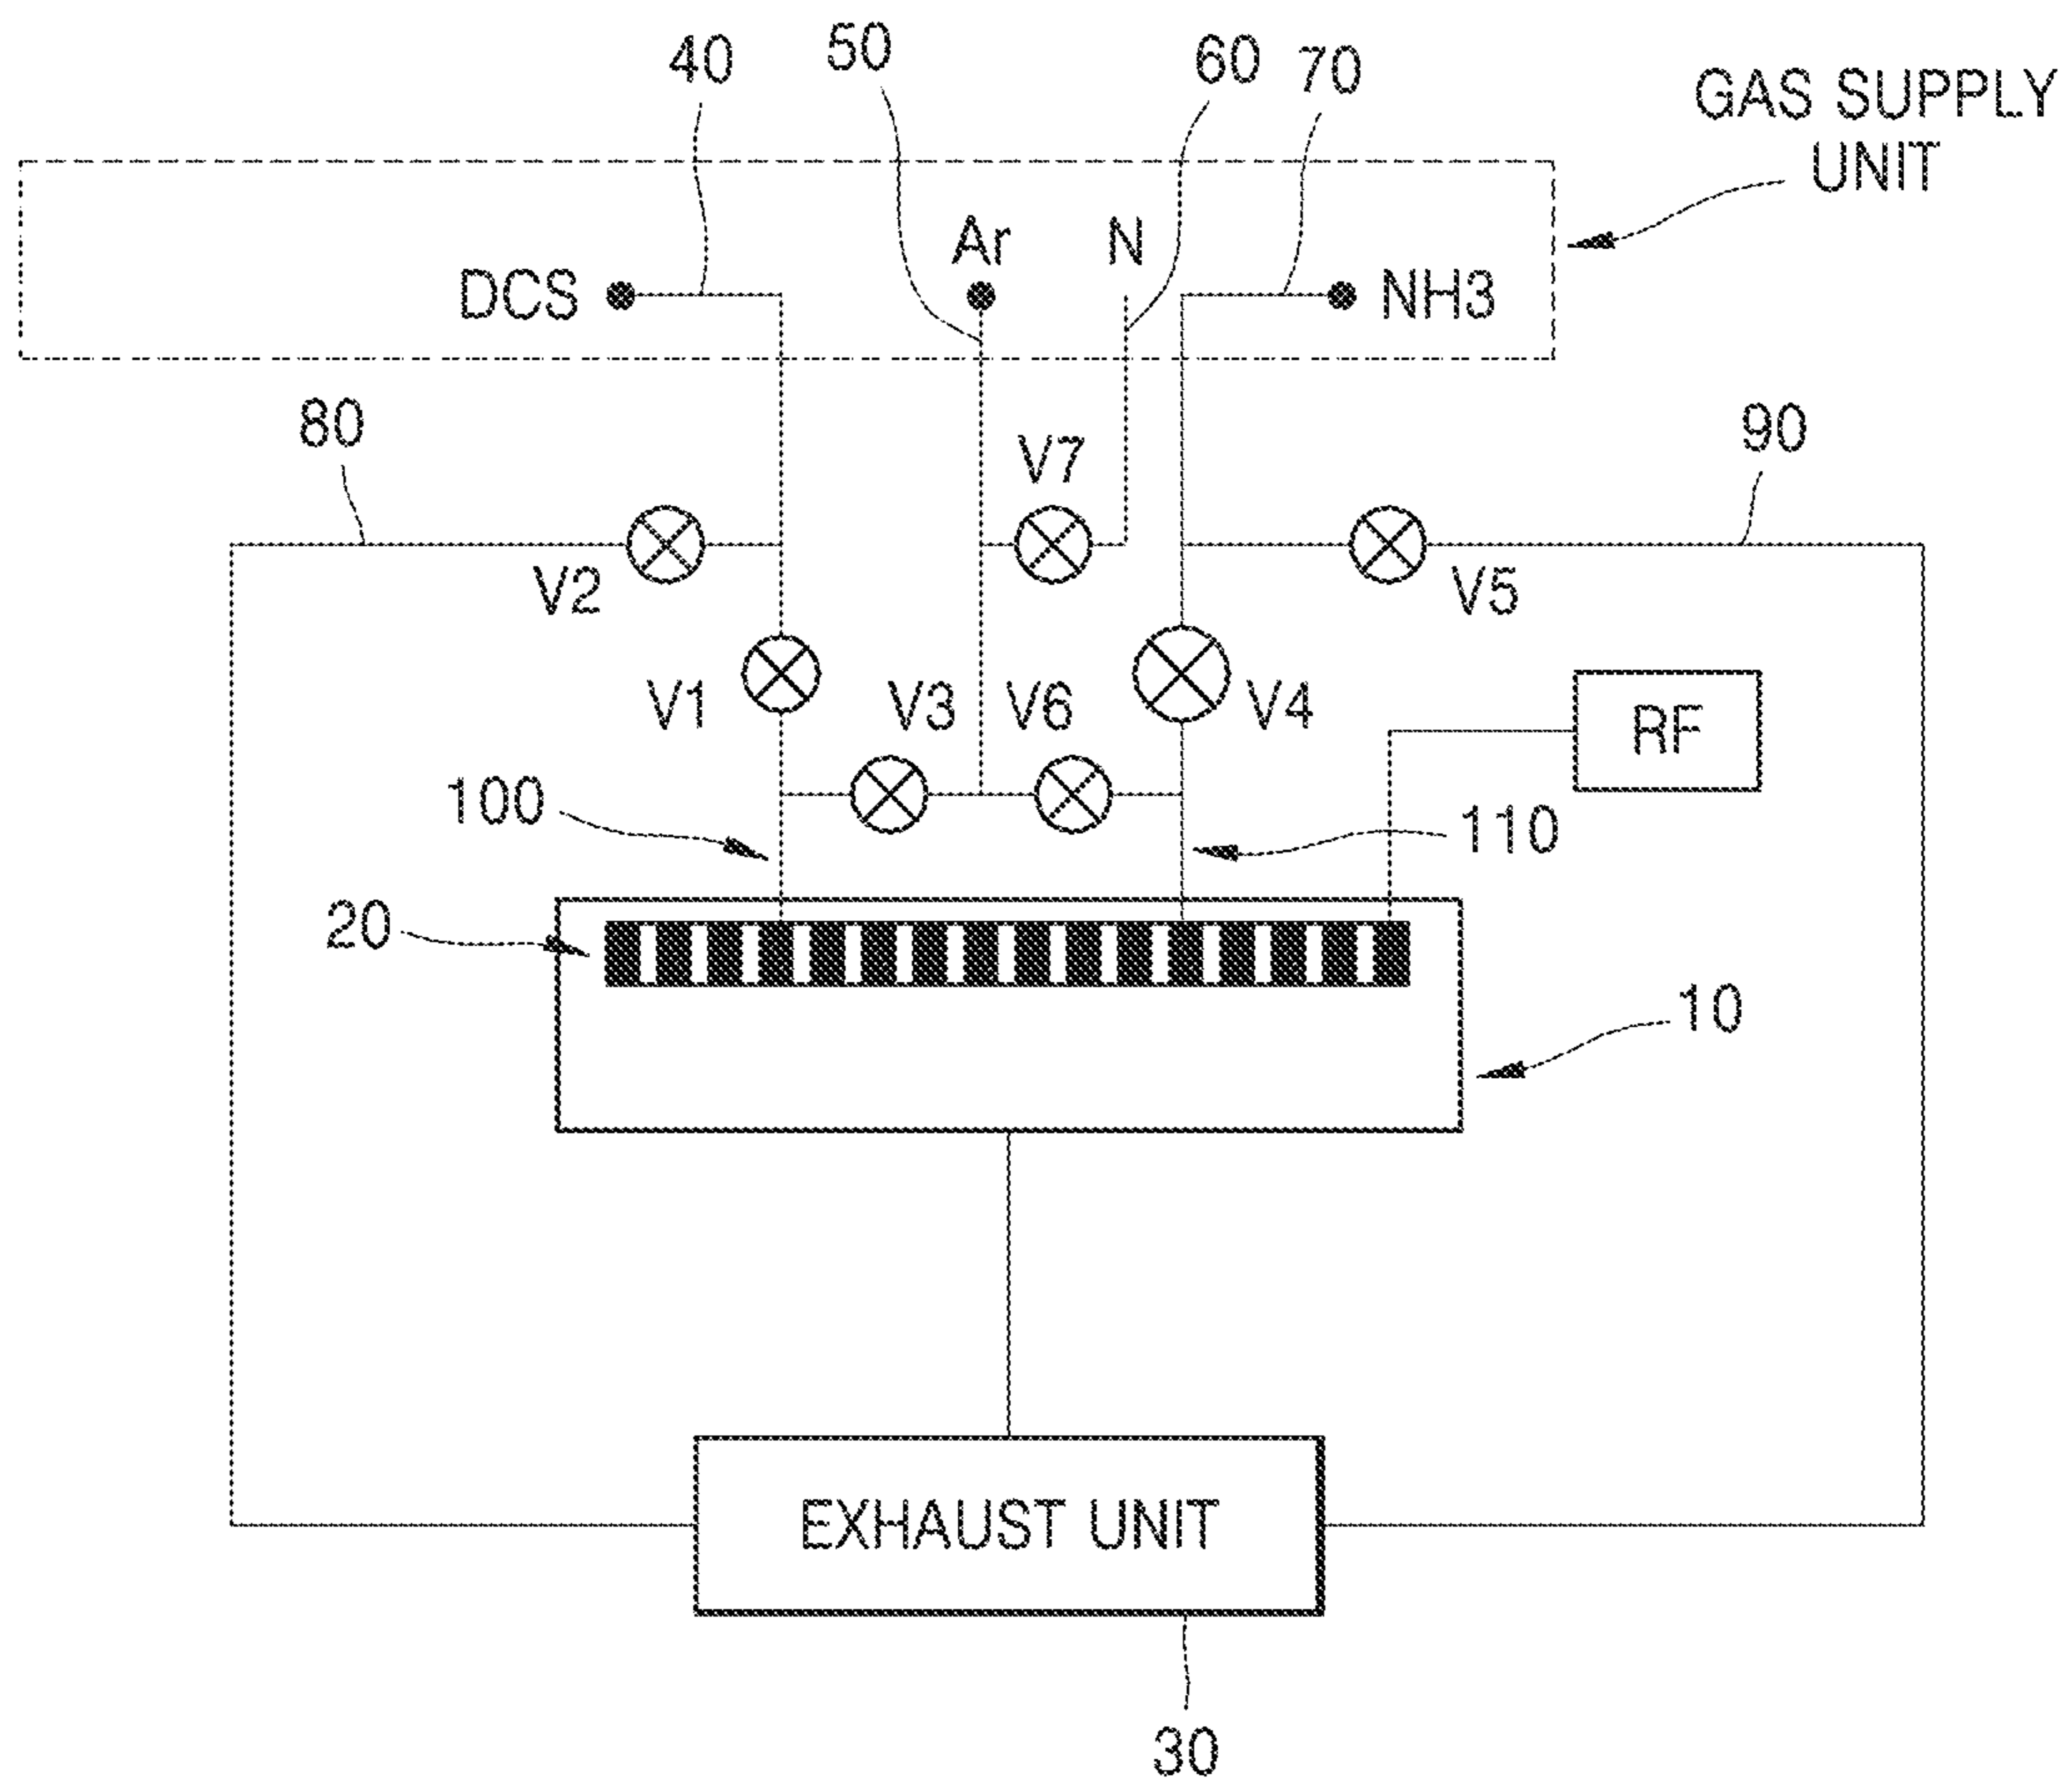 40
50
60
70
GAS SUPPLY
UNIT
DCS
Ar
N
NH3
80
90
V7
V2
V5
V1
V3
V6
V4
RF
100
110
20
10
EXHAUST UNIT
30